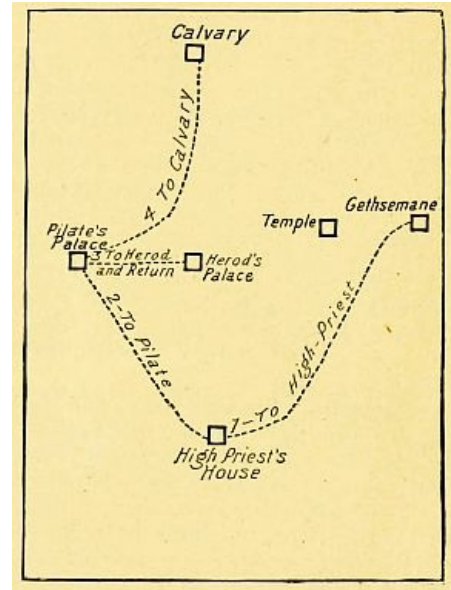 Calvary
4 To Calvary
Gethsemane
Temple
Pilate's
Palace
3 To Herod
and Return
Herod's
Palace
2-To Pilate
1-To High-Priest
High Priest's
House